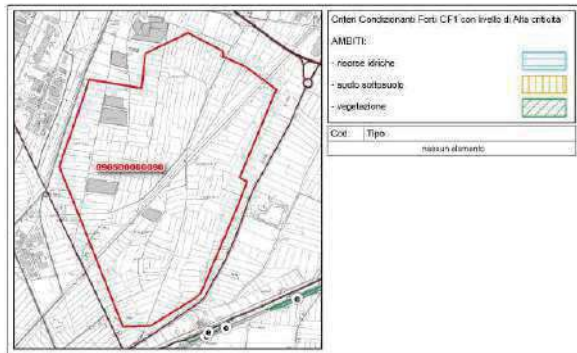 Criteri Condizionanti Forti CF1 con livello di Alta criticità
AMBITI:
- risorse idriche
- suolo sottosuolo
- vegetazione
Cod. Tipo
nessun elemento